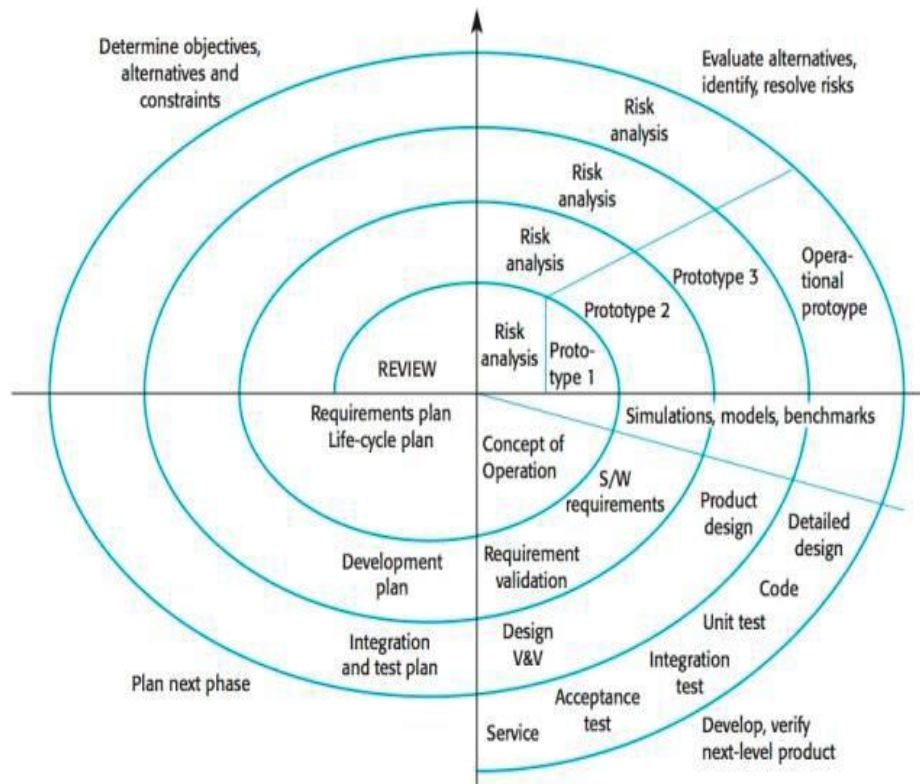 Determine objectives,
alternatives and
constraints
Evaluate alternatives,
identify, resolve risks
Risk
analysis
Risk
analysis
Risk
analysis
Risk
analysis
Proto-
type 1
Prototype 2
Prototype 3
Opera-
tional
protoype
REVIEW
Requirements plan
Life-cycle plan
Development
plan
Integration
and test plan
Plan next phase
Simulations, models, benchmarks
Concept of
Operation
S/W
requirements
Product
design
Detailed
design
Requirement
validation
Code
Design
V&V
Unit test
Integration
test
Acceptance
test
Service
Develop, verify
next-level product